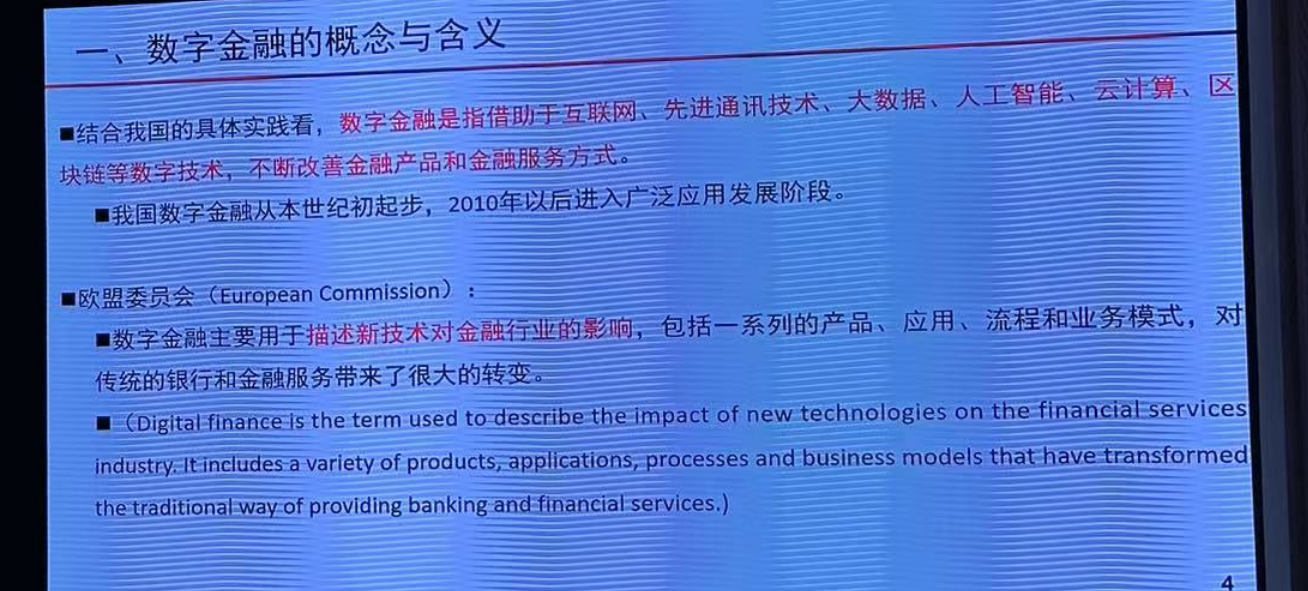 一、数字金融的概念与含义
■结合我国的具体实践看，数字金融是指借助于互联网、先进通讯技术、大数据、人工智能、云计算、区
块链等数字技术，不断改善金融产品和金融服务方式。
■我国数字金融从本世纪初起步，2010年以后进入广泛应用发展阶段。
■欧盟委员会（European Commission）：
■数字金融主要用于描述新技术对金融行业的影响，包括一系列的产品、应用、流程和业务模式，对
传统的银行和金融服务带来了很大的转变。
■（Digital finance is the term used to describe the impact of new technologies on the financial services
industry. It includes a variety of products, applications, processes and business models that have transformed
the traditional way of providing banking and financial services.)
4